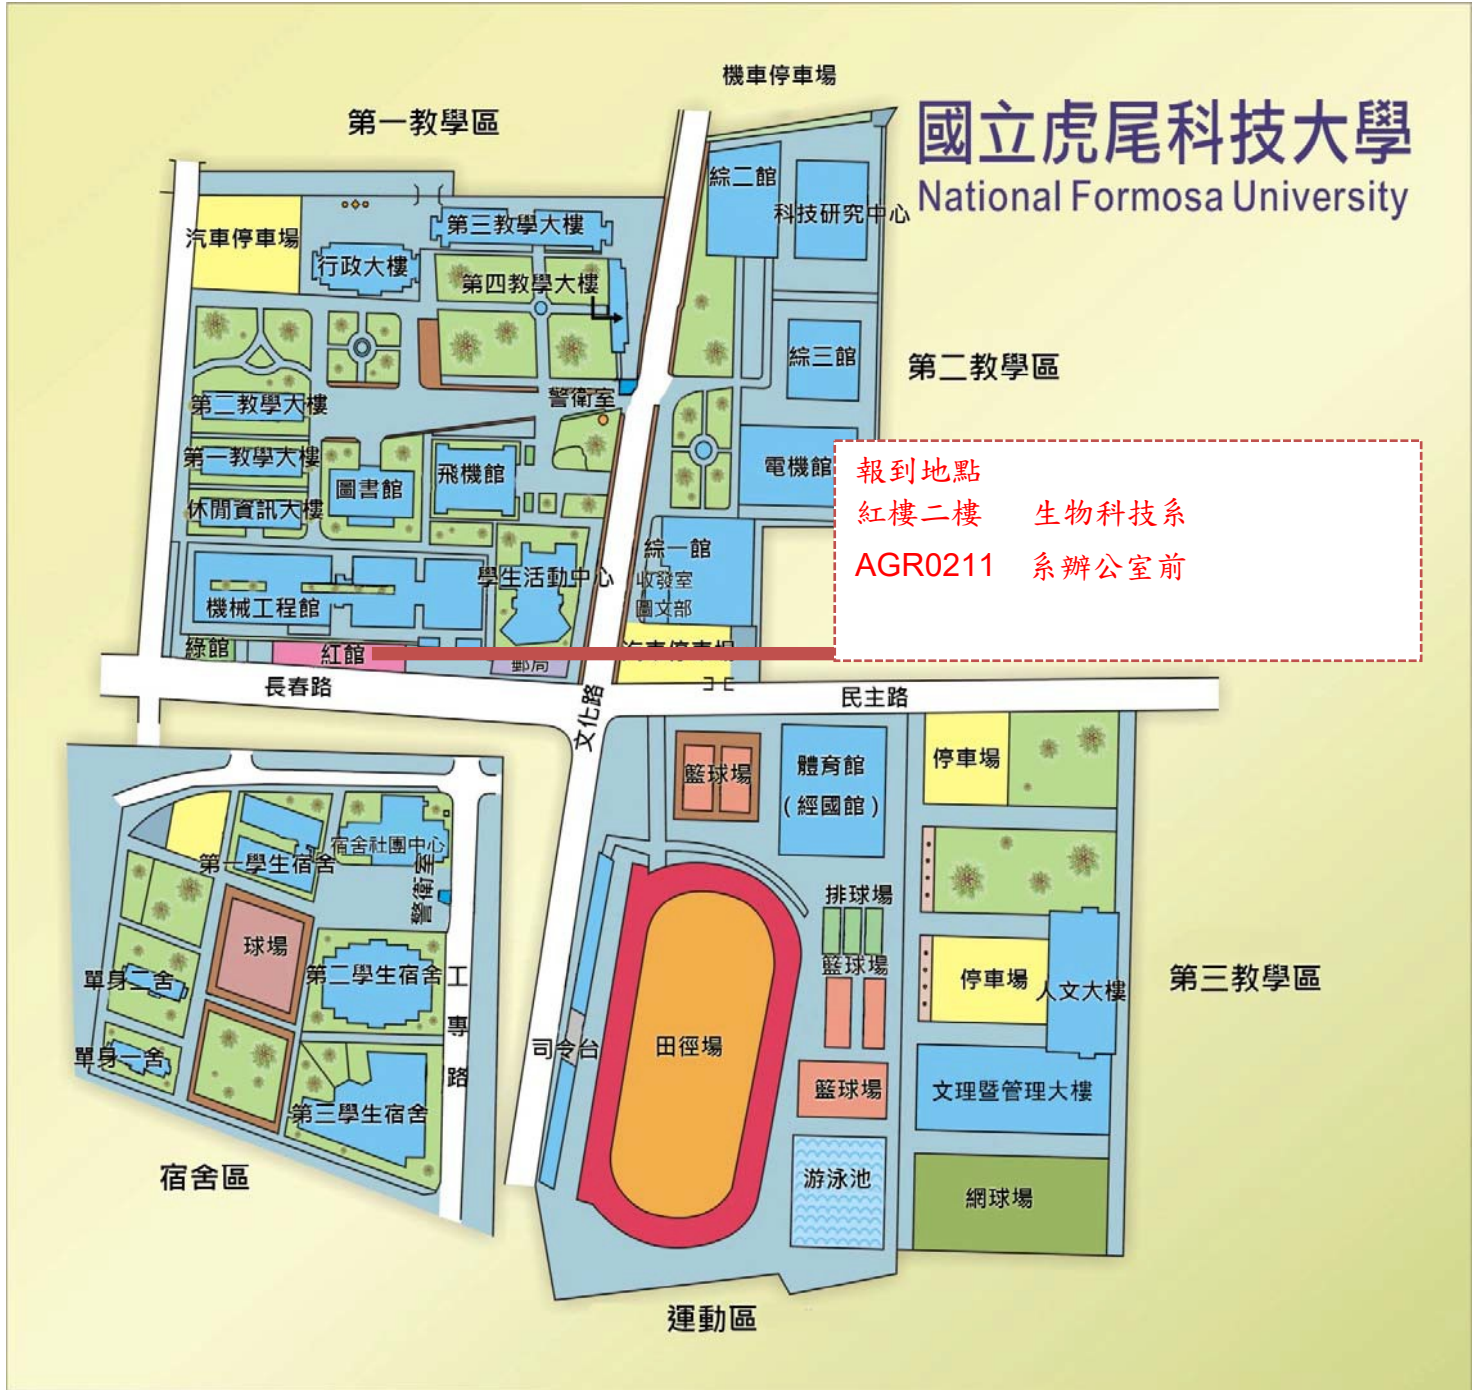 機車停車場
第一教學區
國立虎尾科技大學
National Formosa University
綜二館
科技研究中心
汽車停車場
第三教學大樓
行政大樓
第四教學大樓
綜三館
第二教學區
警衛室
第二教學大樓
第一教學大樓
圖書館
飛機館
電機館
休閒資訊大樓
報到地點
紅樓二樓 生物科技系
AGR0211 系辦公室前
綜一館
收發室
圖文部
學生活動中心
機械工程館
綠館
紅館
郵局
汽車停車場
長春路
文化路
民主路
籃球場
體育館
(經國館)
停車場
宿舍社團中心
第一學生宿舍
警衛室
排球場
球場
籃球場
單身二舍
第二學生宿舍
工專路
停車場
人文大樓
第三教學區
單身一舍
司令台
田徑場
籃球場
文理暨管理大樓
第三學生宿舍
宿舍區
游泳池
網球場
運動區